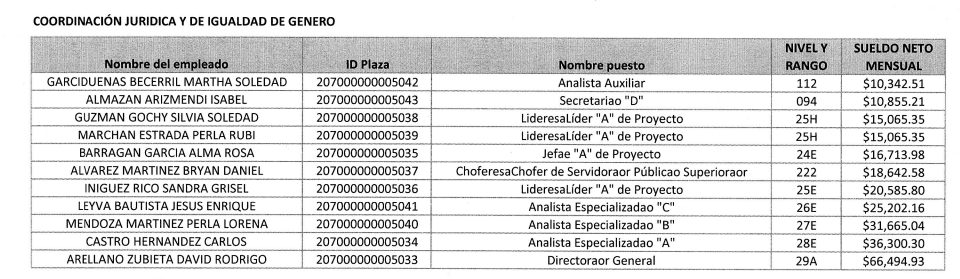 COORDINACIÓN JURIDICA Y DE IGUALDAD DE GENERO
Nombre del empleado ID Plaza Nombre puesto NIVEL Y RANGO SUELDO NETO MENSUAL
GARCIDUENAS BECERRIL MARTHA SOLEDAD 207000000005042 Analista Auxiliar 112 $10,342.51
ALMAZAN ARIZMENDI ISABEL 207000000005043 Secretariao "D" 094 $10,855.21
GUZMAN GOCHY SILVIA SOLEDAD 207000000005038 LideresaLíder "A" de Proyecto 25H $15,065.35
MARCHAN ESTRADA PERLA RUBI 207000000005039 LideresaLíder "A" de Proyecto 25H $15,065.35
BARRAGAN GARCIA ALMA ROSA 207000000005035 Jefae "A" de Proyecto 24E $16,713.98
ALVAREZ MARTINEZ BRYAN DANIEL 207000000005037 ChoferesaChofer de Servidoraor Públicao Superioraor 222 $18,642.58
INIGUEZ RICO SANDRA GRISEL 207000000005036 LideresaLíder "A" de Proyecto 25E $20,585.80
LEYVA BAUTISTA JESUS ENRIQUE 207000000005041 Analista Especializadao "C" 26E $25,202.16
MENDOZA MARTINEZ PERLA LORENA 207000000005040 Analista Especializadao "B" 27E $31,665.04
CASTRO HERNANDEZ CARLOS 207000000005034 Analista Especializadao "A" 28E $36,300.30
ARELLANO ZUBIETA DAVID RODRIGO 207000000005033 Directoraor General 29A $66,494.93